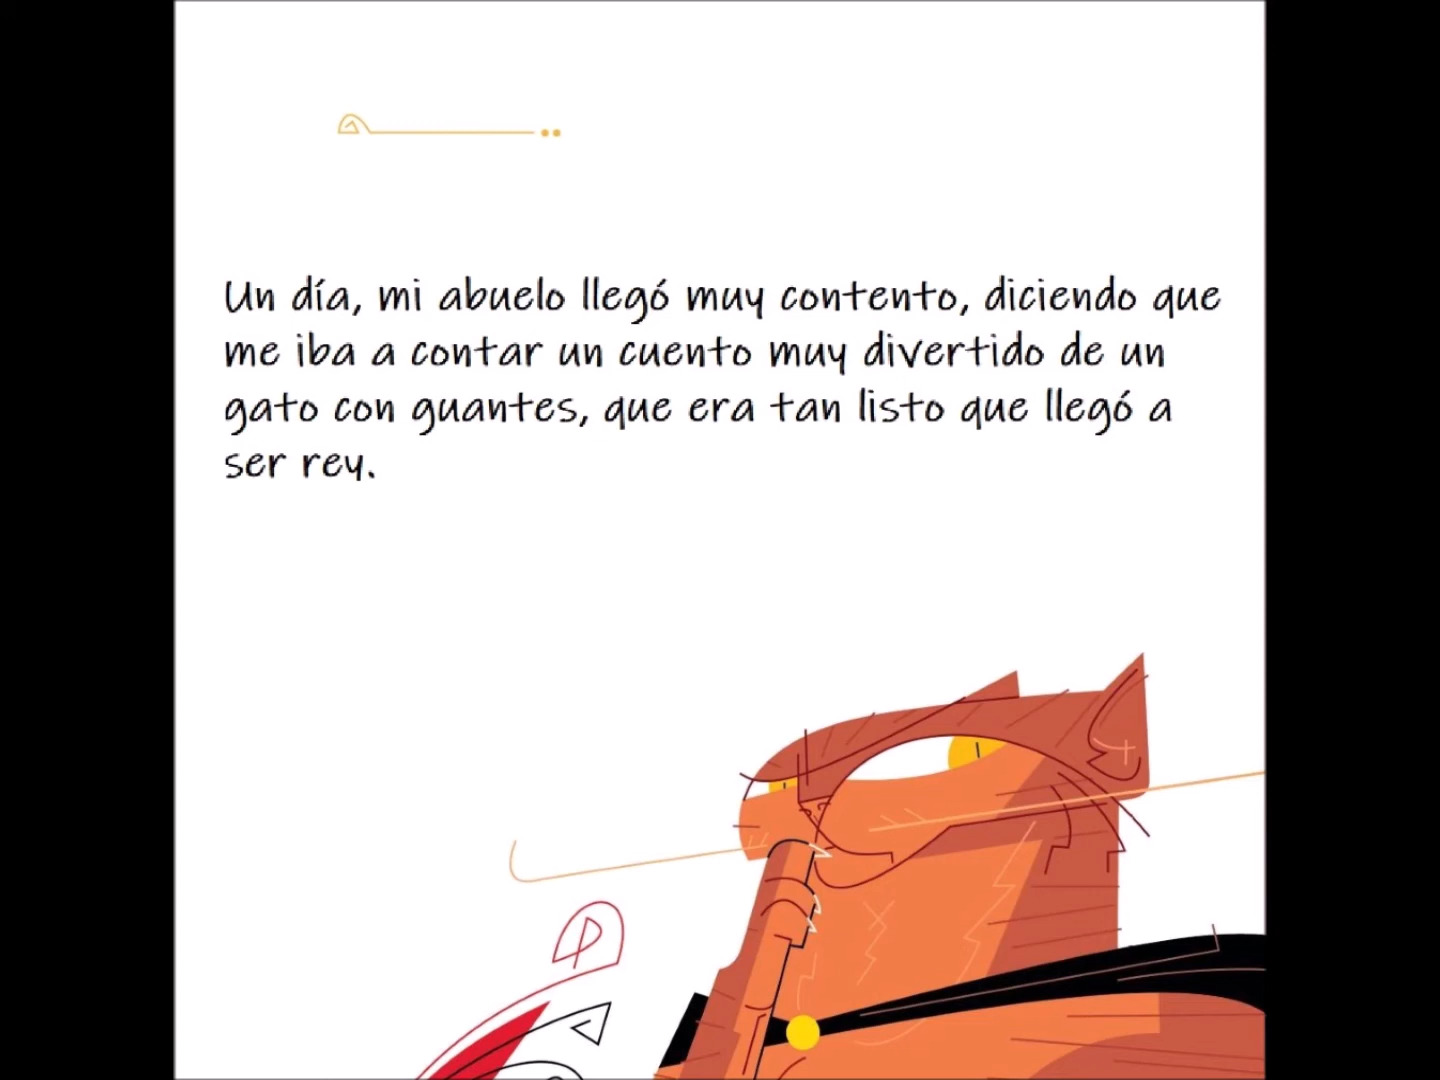 Un día, mi abuelo llegó muy contento, diciendo que
me iba a contar un cuento muy divertido de un
gato con guantes, que era tan listo que llegó a
ser rey.